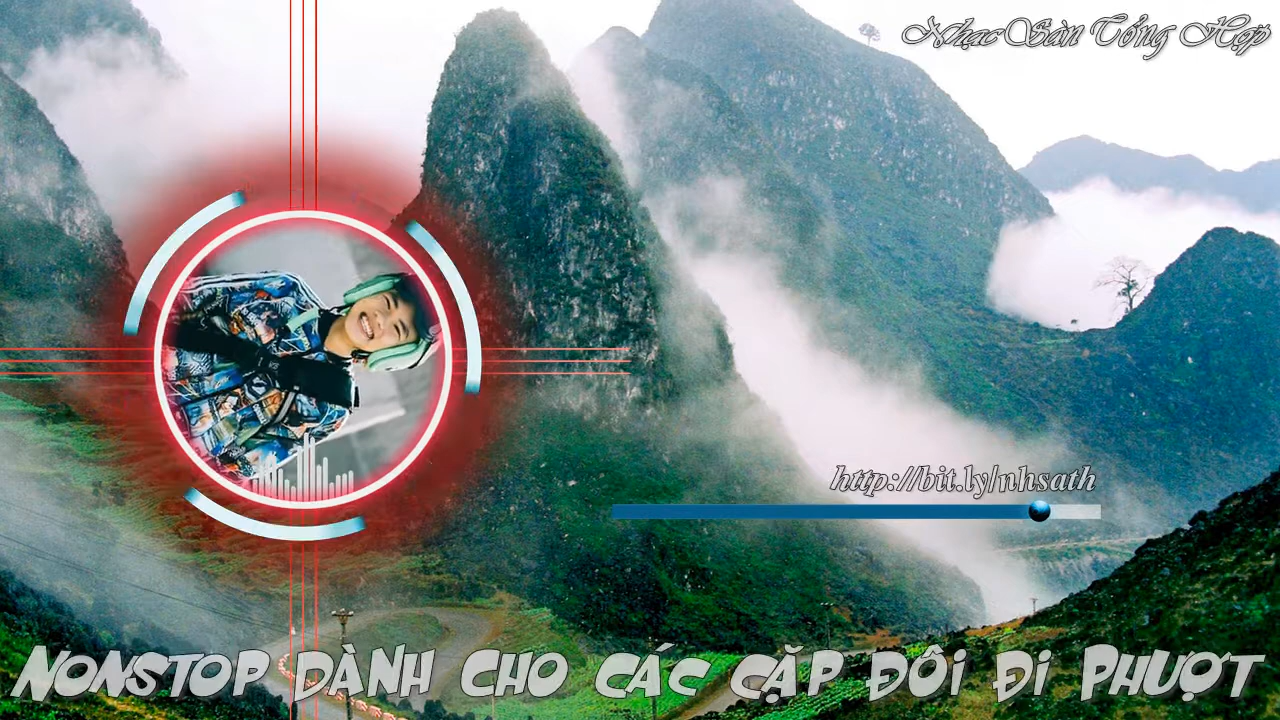 Nhạc Sàn Tổng Hợp
http://bit.ly/nhsath
NONSTOP DÀNH CHO CÁC CẶP ĐÔI ĐI PHƯỢT